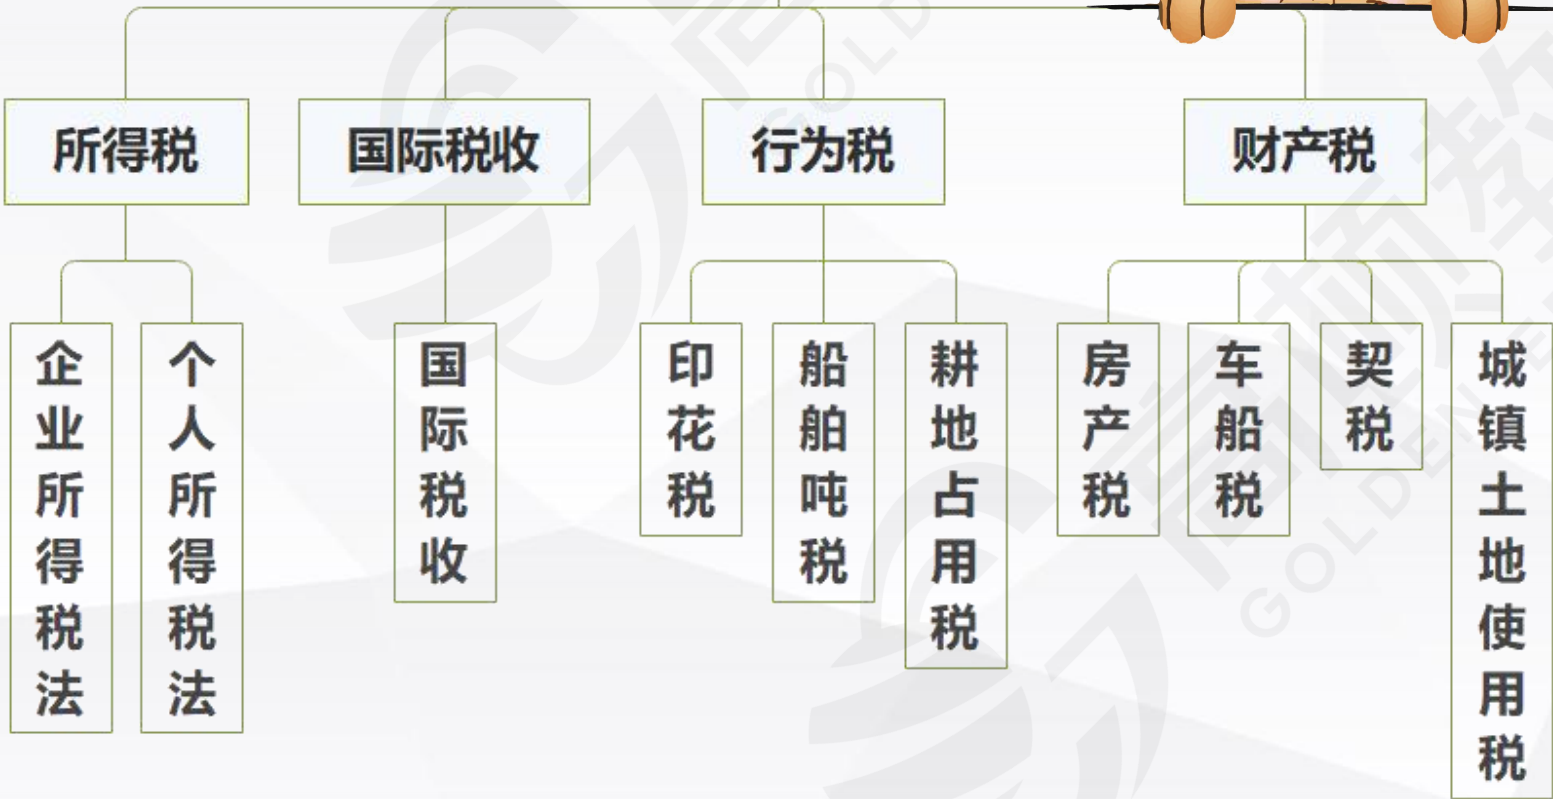 所得税
国际税收
行为税
财产税
企业所得税法
个人所得税法
国际税收
印花税
船舶吨税
耕地占用税
房产税
车船税
契税
城镇土地使用税